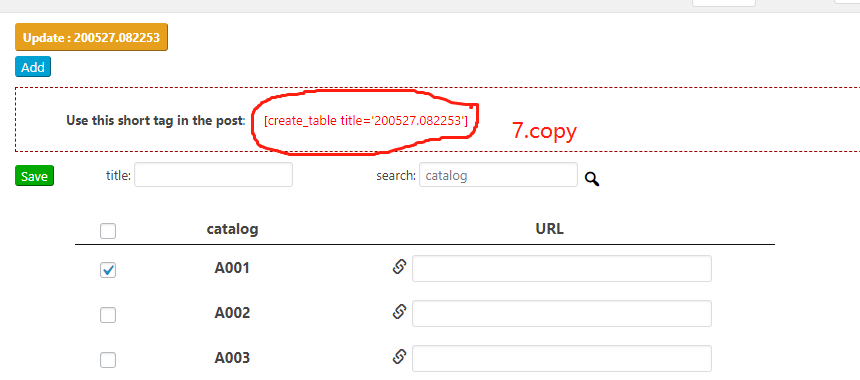 Update : 200527.082253
Add
Use this short tag in the post: [create_table title='200527.082253']
7.copy
Save title: search: catalog
catalog URL
A001
A002
A003